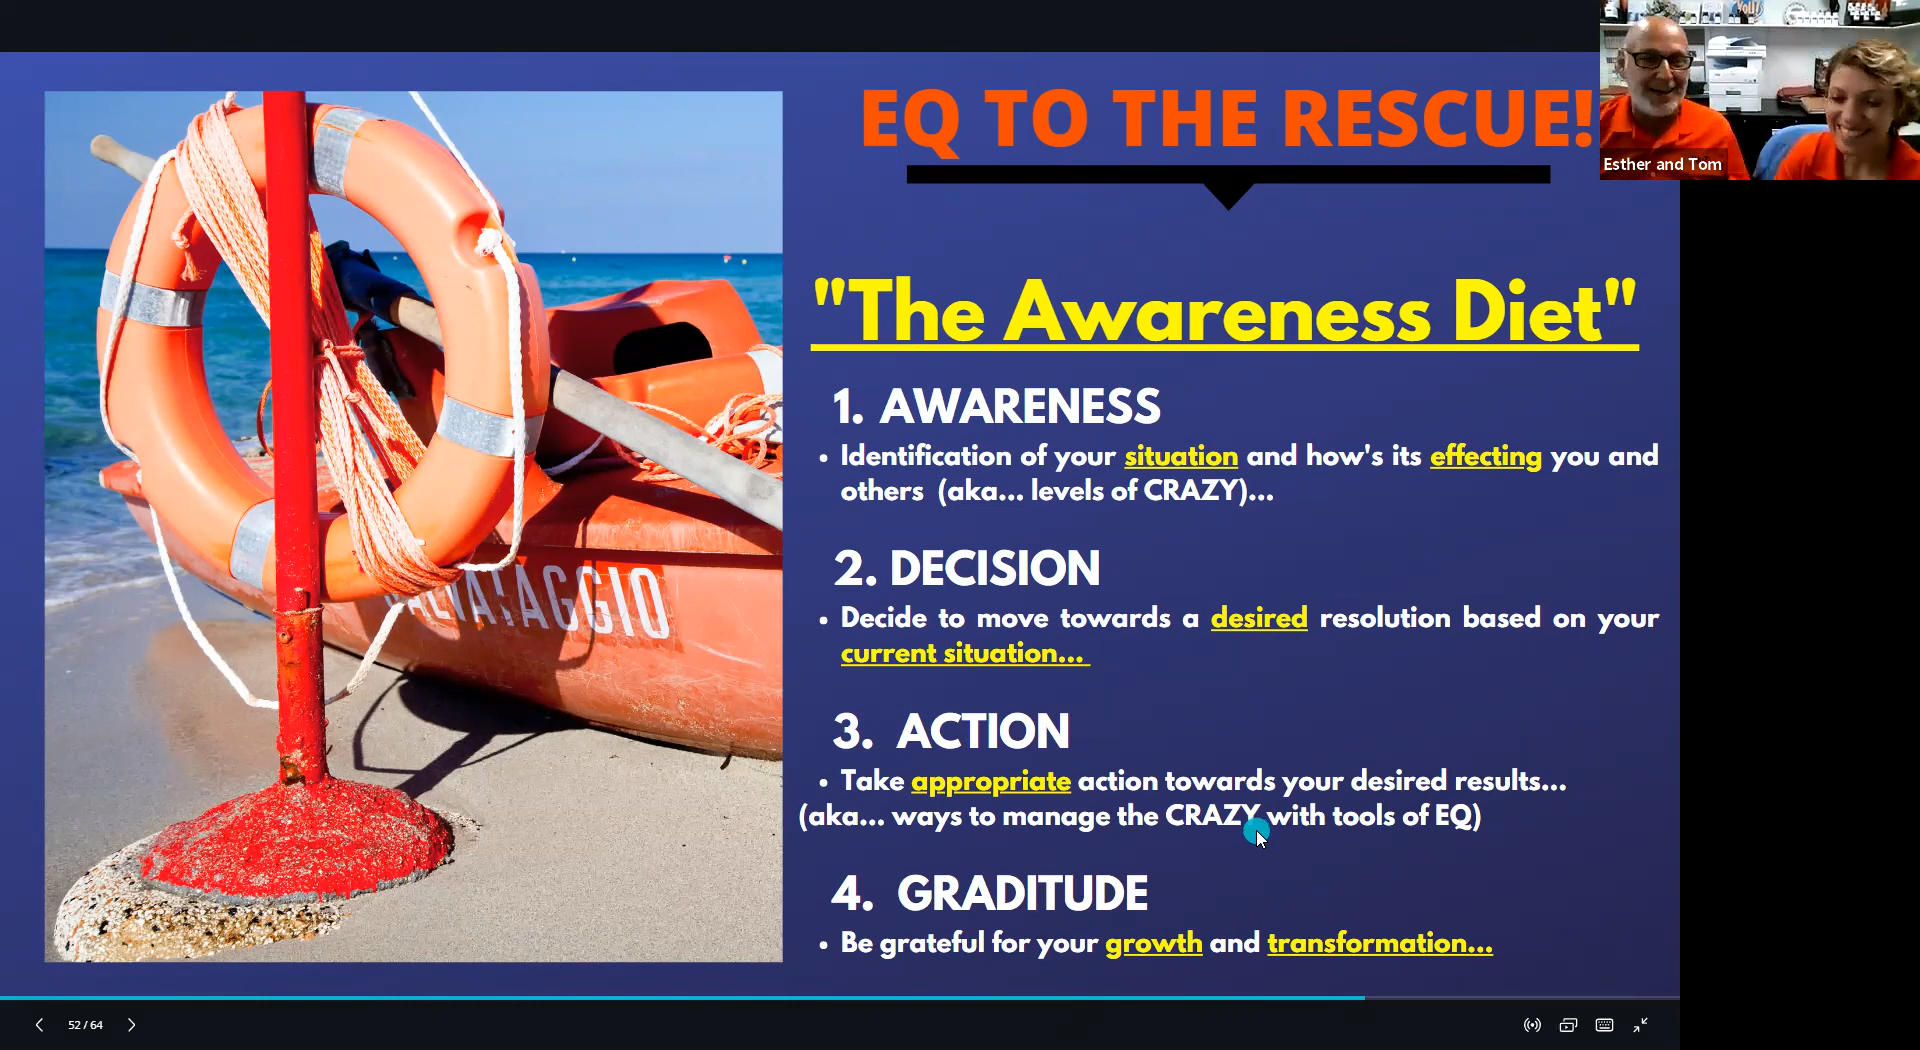 EQ TO THE RESCUE!
Esther and Tom
"The Awareness Diet"
1. AWARENESS
• Identification of your situation and how's its effecting you and
others (aka... levels of CRAZY)...
2. DECISION
• Decide to move towards a desired resolution based on your
current situation...
3. ACTION
• Take appropriate action towards your desired results...
(aka... ways to manage the CRAZY with tools of EQ)
4. GRADITUDE
• Be grateful for your growth and transformation...
SALVATAGGIO
52 / 64